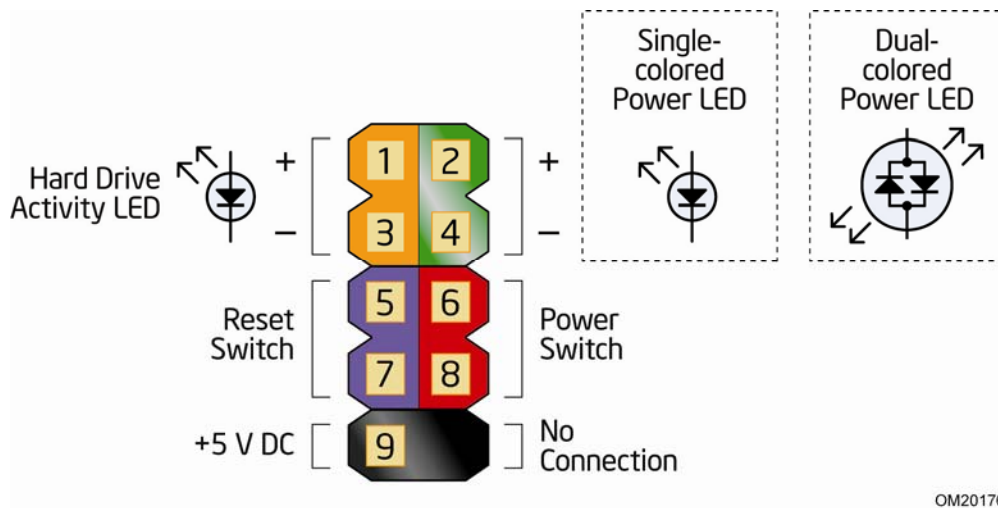 Single-
colored
Power LED
Dual-
colored
Power LED
Hard Drive
Activity LED
+
1
2
+
−
3
4
−
Reset
Switch
5
6
7
8
Power
Switch
+5 V DC
9
No
Connection